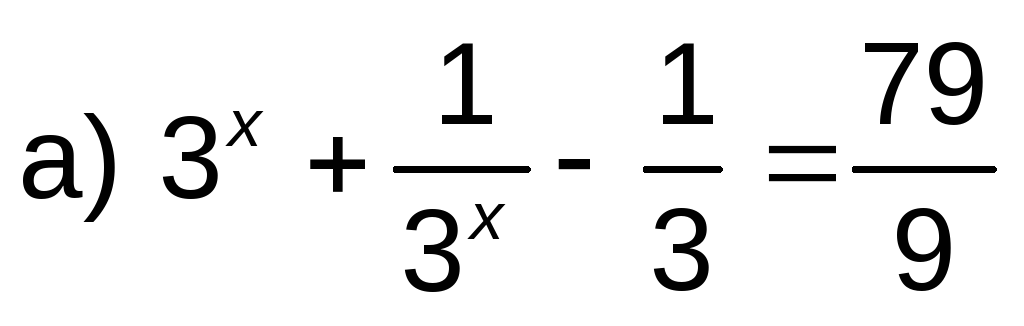 a) 3^x + 1/3^x - 1/3 = 79/9